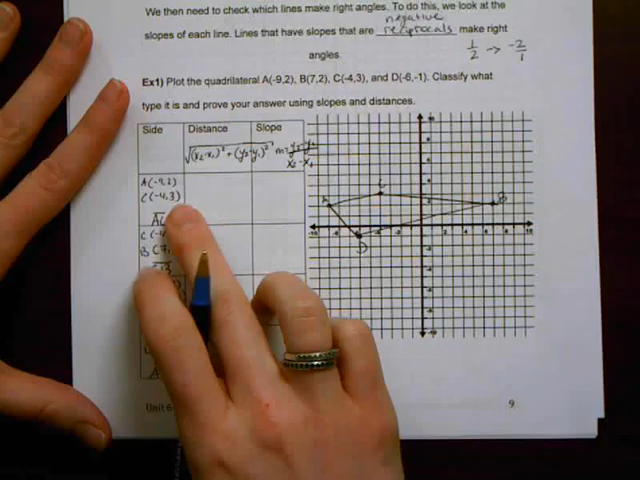 We then need to check which lines make right angles. To do this, we look at the
negative
slopes of each line. Lines that have slopes that are reciprocals make right
angles.
1/2 → -2/1
Ex1) Plot the quadrilateral A(-9,2), B(7,2), C(-4,3), and D(-6,-1). Classify what
type it is and prove your answer using slopes and distances.
Side Distance Slope
√(x₂-x₁)² + (y₂-y₁)² m=
A(-9,2)
C(-4,3)
B(7,
A C B
D
Unit 6
9